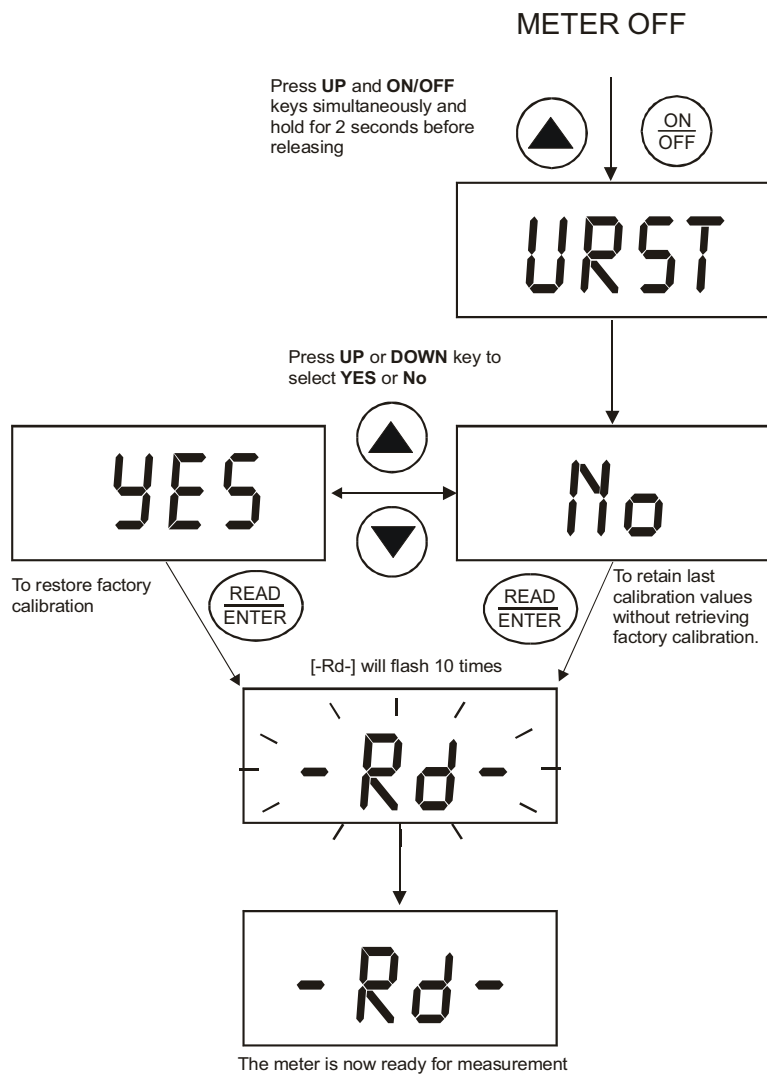 METER OFF
Press UP and ON/OFF
keys simultaneously and
hold for 2 seconds before
releasing
ON
OFF
URST
Press UP or DOWN key to
select YES or No
YES
No
To restore factory
calibration
READ
ENTER
READ
ENTER
To retain last
calibration values
without retrieving
factory calibration.
[-Rd-] will flash 10 times
-Rd-
-Rd-
The meter is now ready for measurement